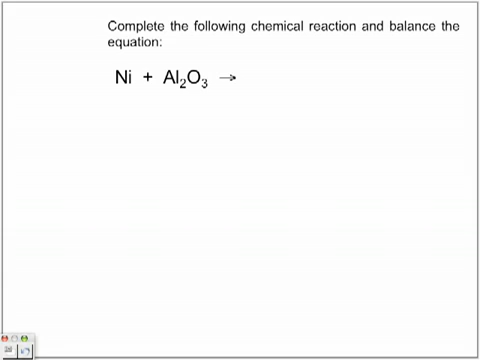 Complete the following chemical reaction and balance the
equation:
Ni + Al₂O₃ →